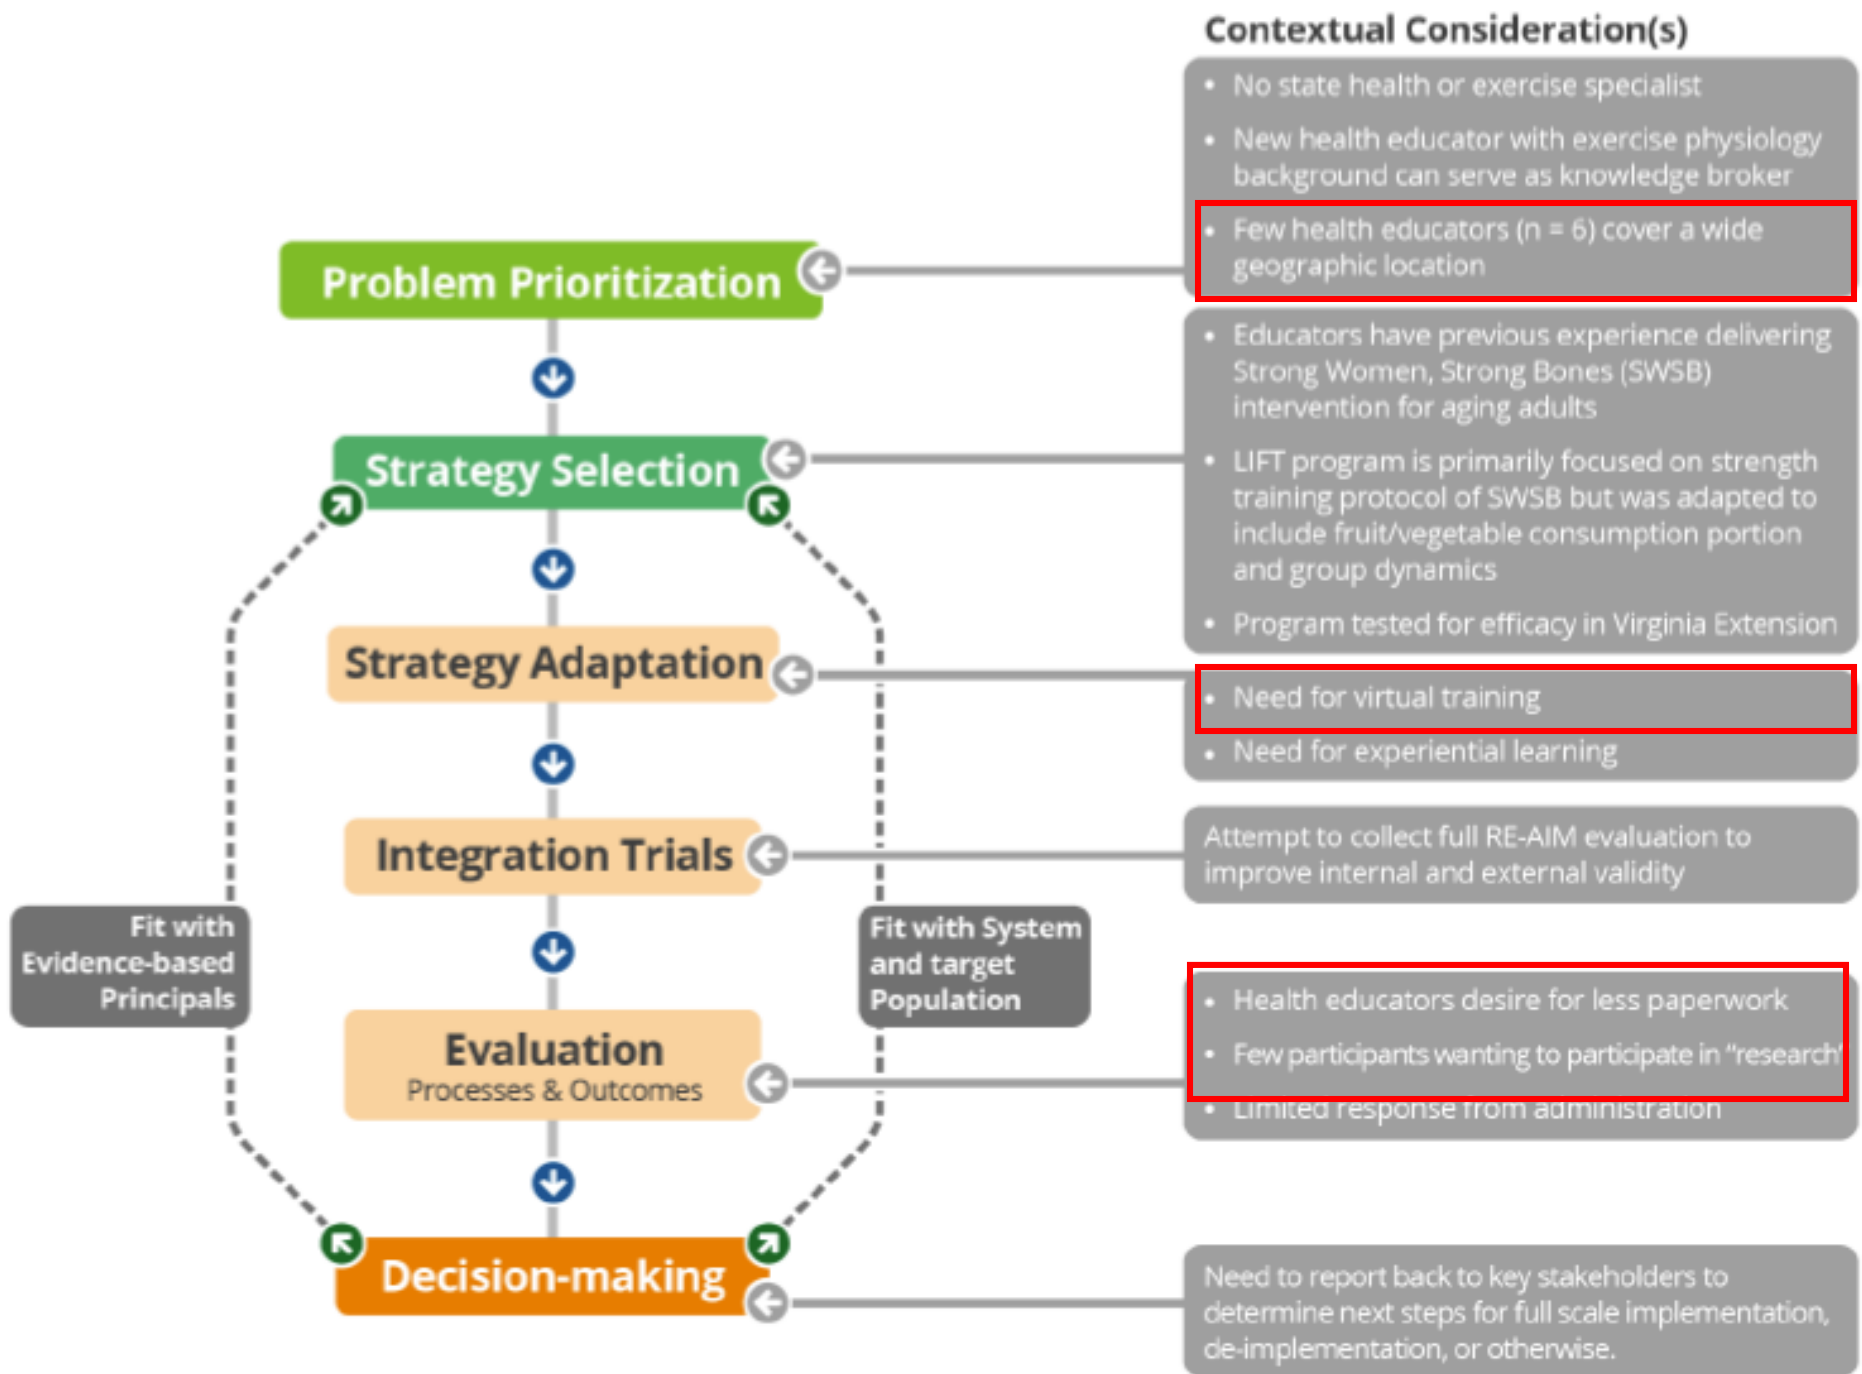 Contextual Consideration(s)
• No state health or exercise specialist
• New health educator with exercise physiology
background can serve as knowledge broker
• Few health educators (n = 6) cover a wide
geographic location
Problem Prioritization
• Educators have previous experience delivering
Strong Women, Strong Bones (SWSB)
intervention for aging adults
• LIFT program is primarily focused on strength
training protocol of SWSB but was adapted to
include fruit/vegetable consumption portion
and group dynamics
• Program tested for efficacy in Virginia Extension
Strategy Selection
Strategy Adaptation
• Need for virtual training
• Need for experiential learning
Integration Trials
Attempt to collect full RE-AIM evaluation to
improve internal and external validity
Fit with
Evidence-based
Principals
Fit with System
and target
Population
Evaluation
Processes & Outcomes
• Health educators desire for less paperwork
• Few participants wanting to participate in “research”
• Limited response from administration
Decision-making
Need to report back to key stakeholders to
determine next steps for full scale implementation,
de-implementation, or otherwise.